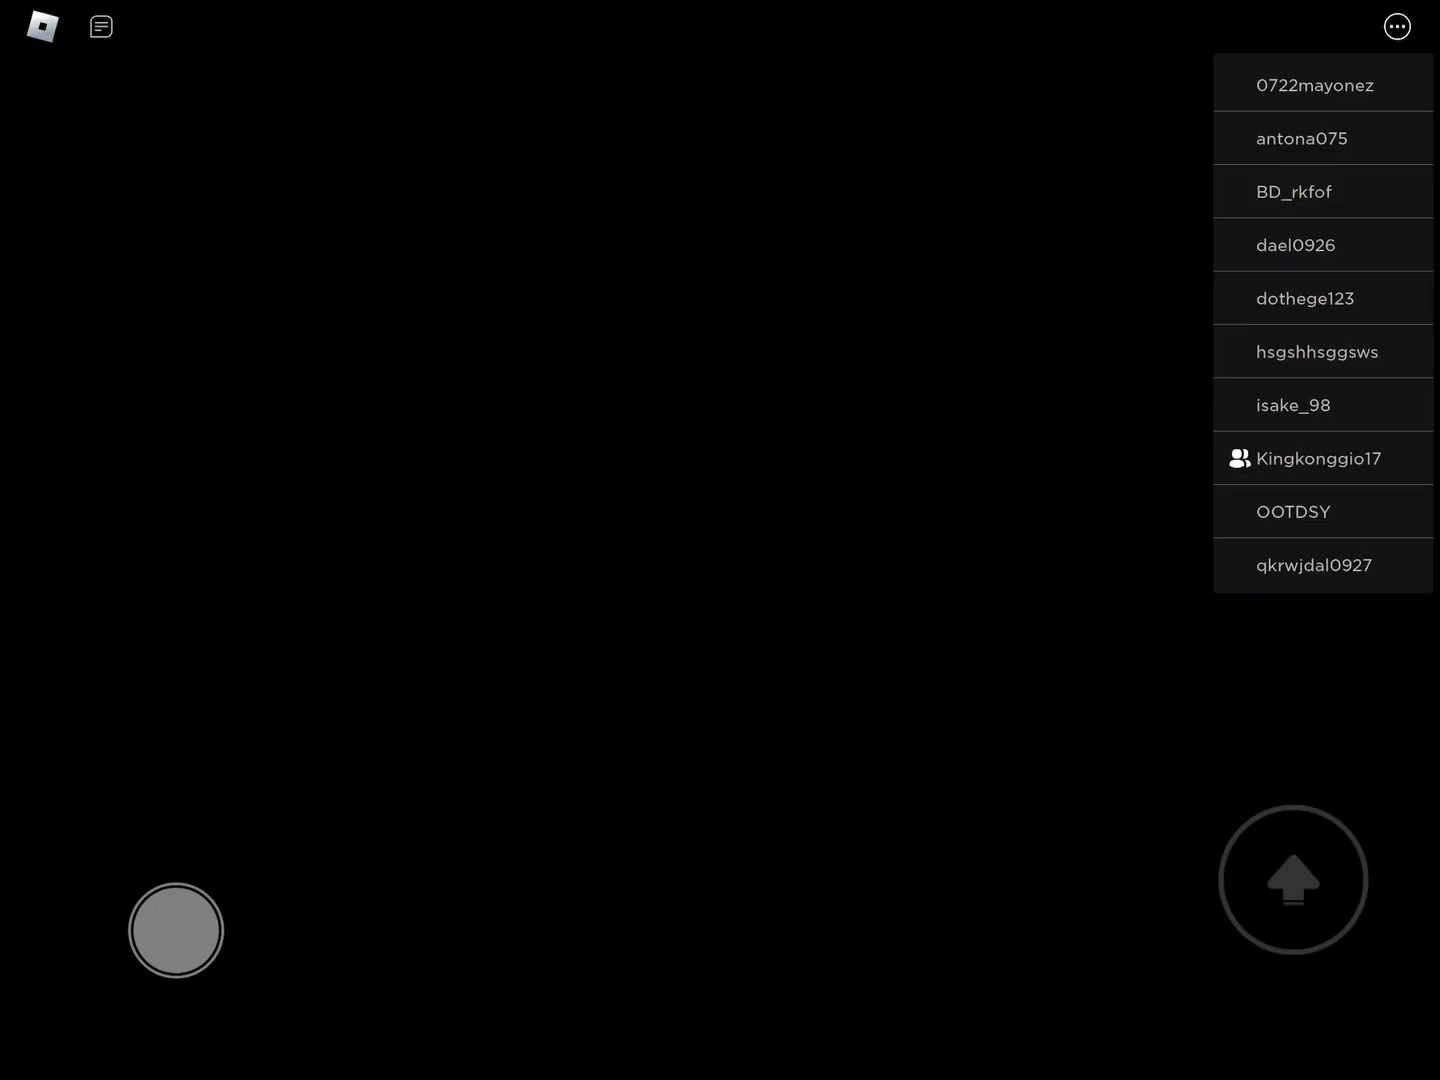 0722mayonez
antona075
BD_rkfof
dael0926
dothege123
hsgshhsggsws
isake_98
Kingkonggio17
OOTDSY
qkrwjdal0927